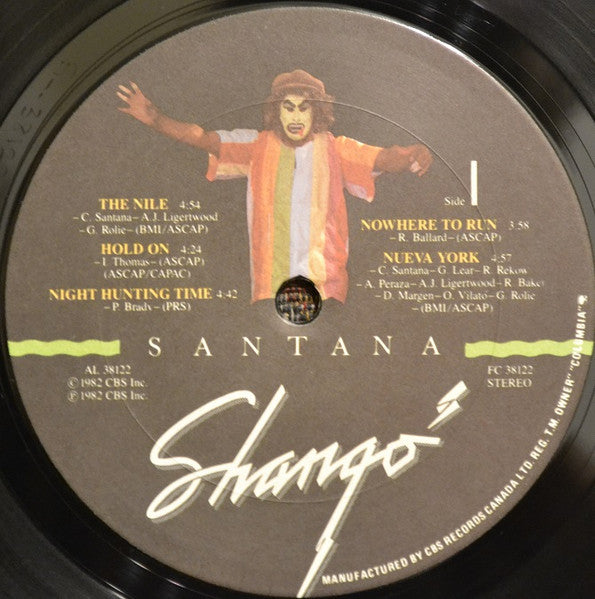 THE NILE 4:54
– C. Santana – A.J. Ligertwood
– G. Rolie – (BMI/ASCAP)
HOLD ON 4:24
– I. Thomas – (ASCAP)
(ASCAP/CAPAC)
NIGHT HUNTING TIME 4:42
– P. Brady – (PRS)
Side 1
NOWHERE TO RUN 3:58
– R. Ballard – (ASCAP)
NUEVA YORK 4:57
– C. Santana – G. Lear – R. Rekow
– A. Peraza – A.J. Ligertwood – R. Bako
– D. Margen – O. Vilato – G. Rolie
– (BMI/ASCAP)
SANTANA
AL 38122
© 1982 CBS Inc.
℗ 1982 CBS Inc.
FC 38122
STEREO
Shangó
MANUFACTURED BY CBS RECORDS CANADA LTD. REG. T.M. OWNER "COLUMBIA"